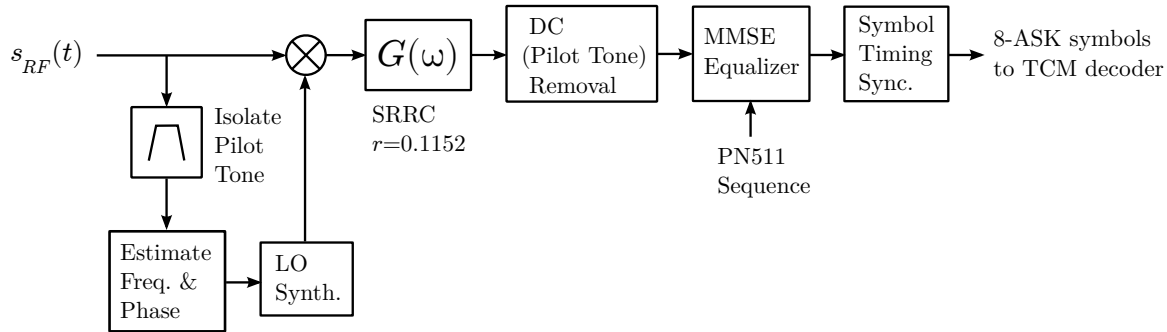 s_RF(t)
G(ω)
SRRC
r=0.1152
DC
(Pilot Tone)
Removal
MMSE
Equalizer
PN511
Sequence
Symbol
Timing
Sync.
8-ASK symbols
to TCM decoder
Isolate
Pilot
Tone
Estimate
Freq. &
Phase
LO
Synth.